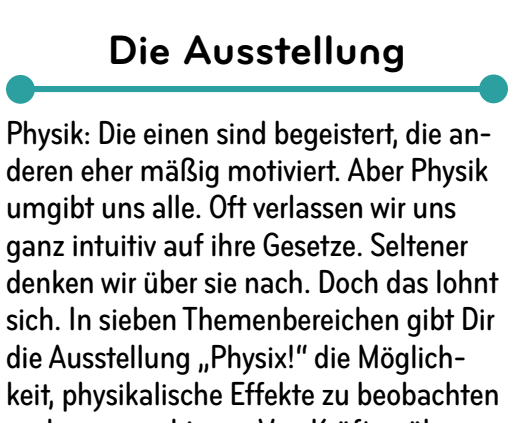 Die Ausstellung
Physik: Die einen sind begeistert, die an-
deren eher mäßig motiviert. Aber Physik
umgibt uns alle. Oft verlassen wir uns
ganz intuitiv auf ihre Gesetze. Seltener
denken wir über sie nach. Doch das lohnt
sich. In sieben Themenbereichen gibt Dir
die Ausstellung „Physix!“ die Möglich-
keit, physikalische Effekte zu beobachten